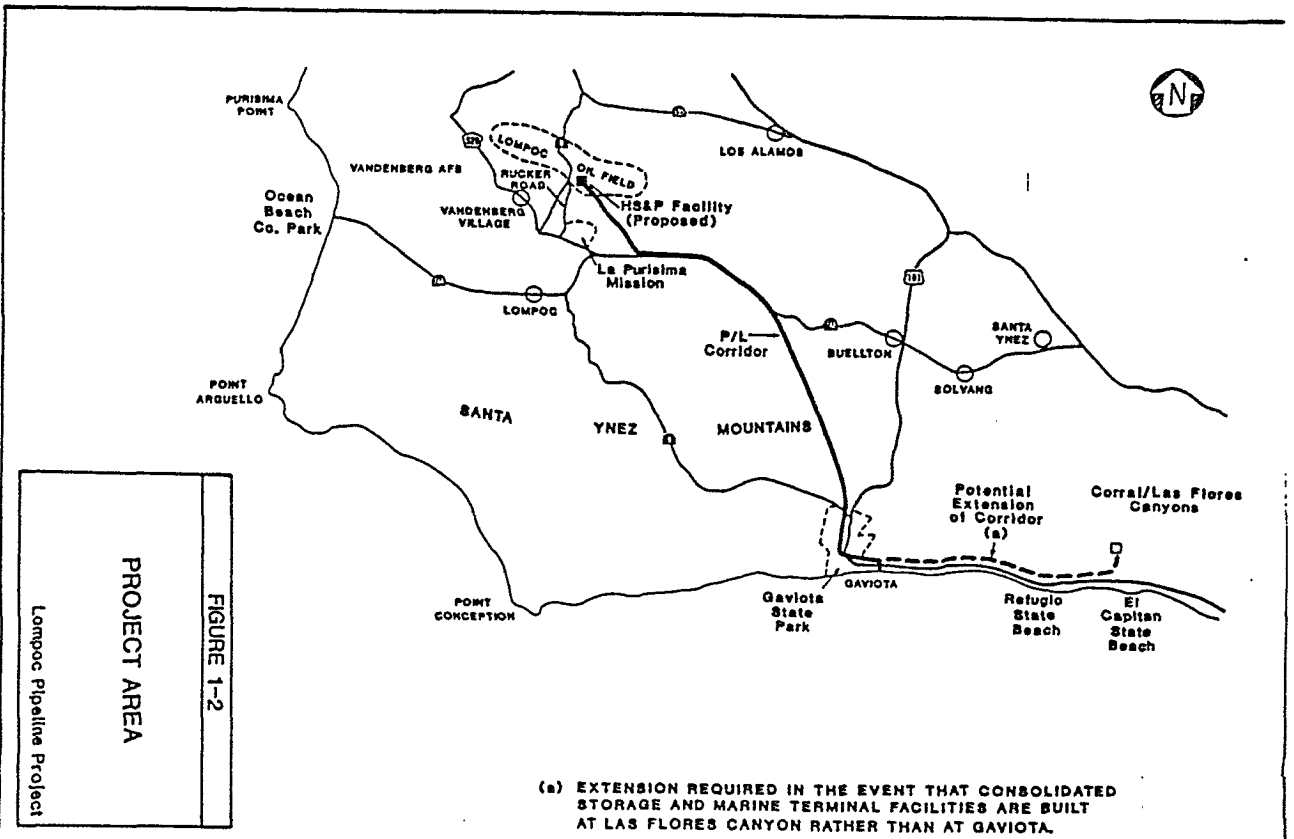 N
PURISIMA
POINT
LOS ALAMOS
LOMPOC
OIL FIELD
VANDENBERG AFB
RUCKER
ROAD
HS&P Facility
(Proposed)
Ocean
Beach
Co. Park
VANDENBERG
VILLAGE
La Purisima
Mission
101
LOMPOC
P/L
Corridor
BUELLTON
SANTA
YNEZ
SOLVANG
POINT
ARGUELLO
SANTA YNEZ MOUNTAINS
Potential
Extension
of Corridor
(a)
Corral/Las Flores
Canyons
GAVIOTA
Gaviota
State
Park
Refugio
State
Beach
El
Capitan
State
Beach
POINT
CONCEPTION
FIGURE 1-2
PROJECT AREA
Lompoc Pipeline Project
(a) EXTENSION REQUIRED IN THE EVENT THAT CONSOLIDATED
STORAGE AND MARINE TERMINAL FACILITIES ARE BUILT
AT LAS FLORES CANYON RATHER THAN AT GAVIOTA.